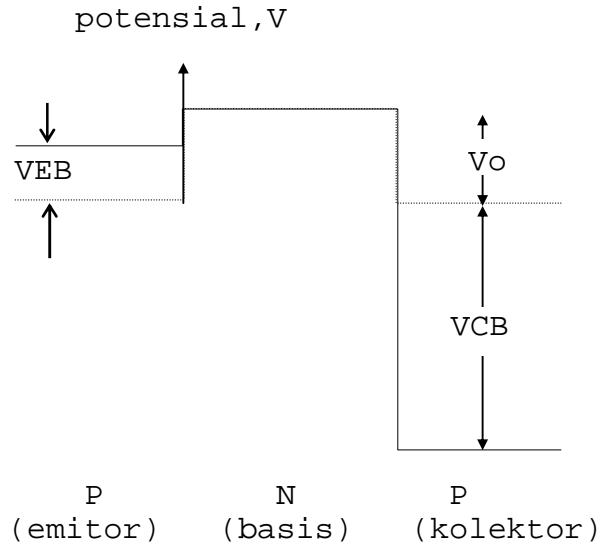 potensial,V
VEB
Vo
VCB
P N P
(emitor) (basis) (kolektor)